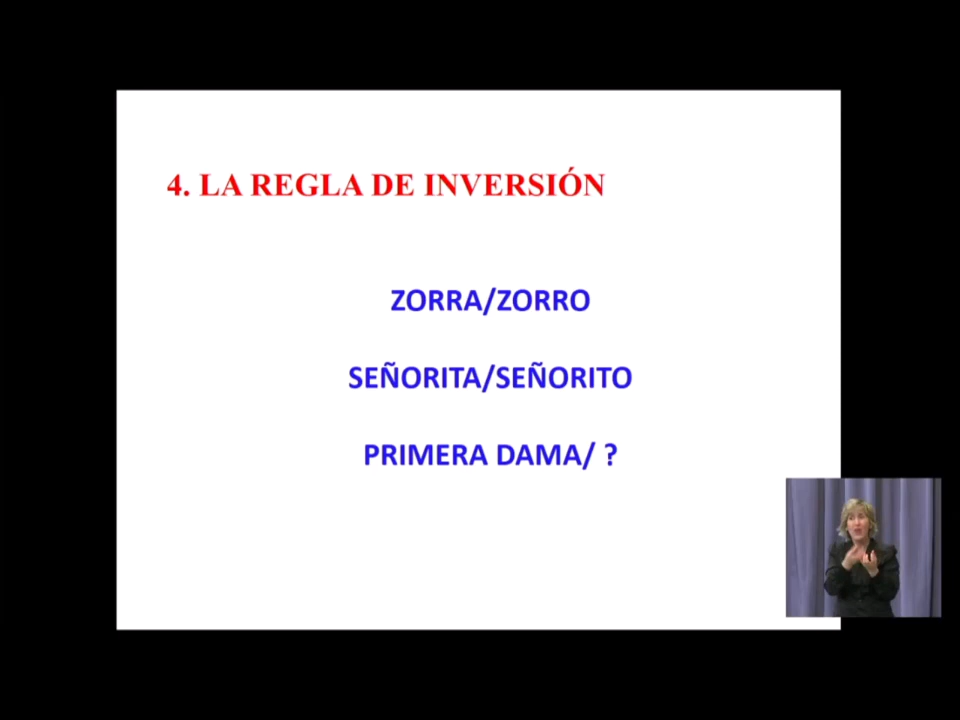 4. LA REGLA DE INVERSIÓN
ZORRA/ZORRO
SEÑORITA/SEÑORITO
PRIMERA DAMA/ ?